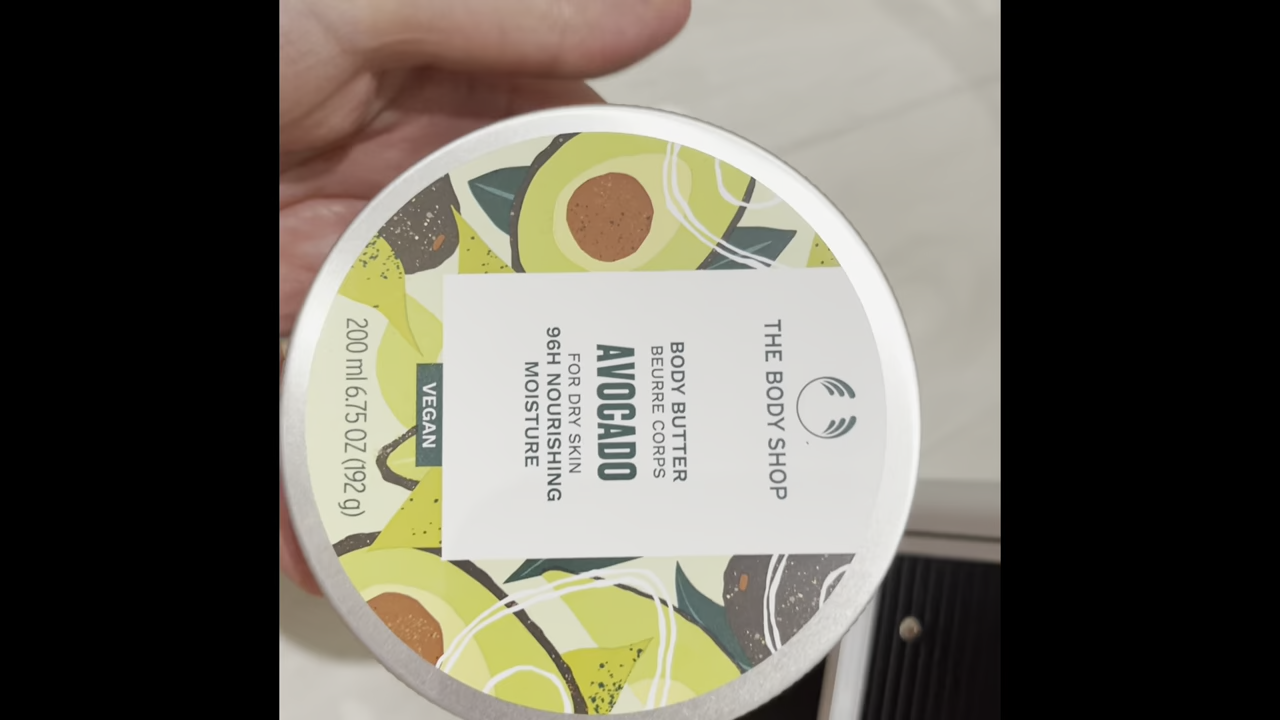 THE BODY SHOP
BODY BUTTER
BEURRE CORPS
AVOCADO
FOR DRY SKIN
96H NOURISHING
MOISTURE
VEGAN
200 ml 6.75 OZ (192 g)